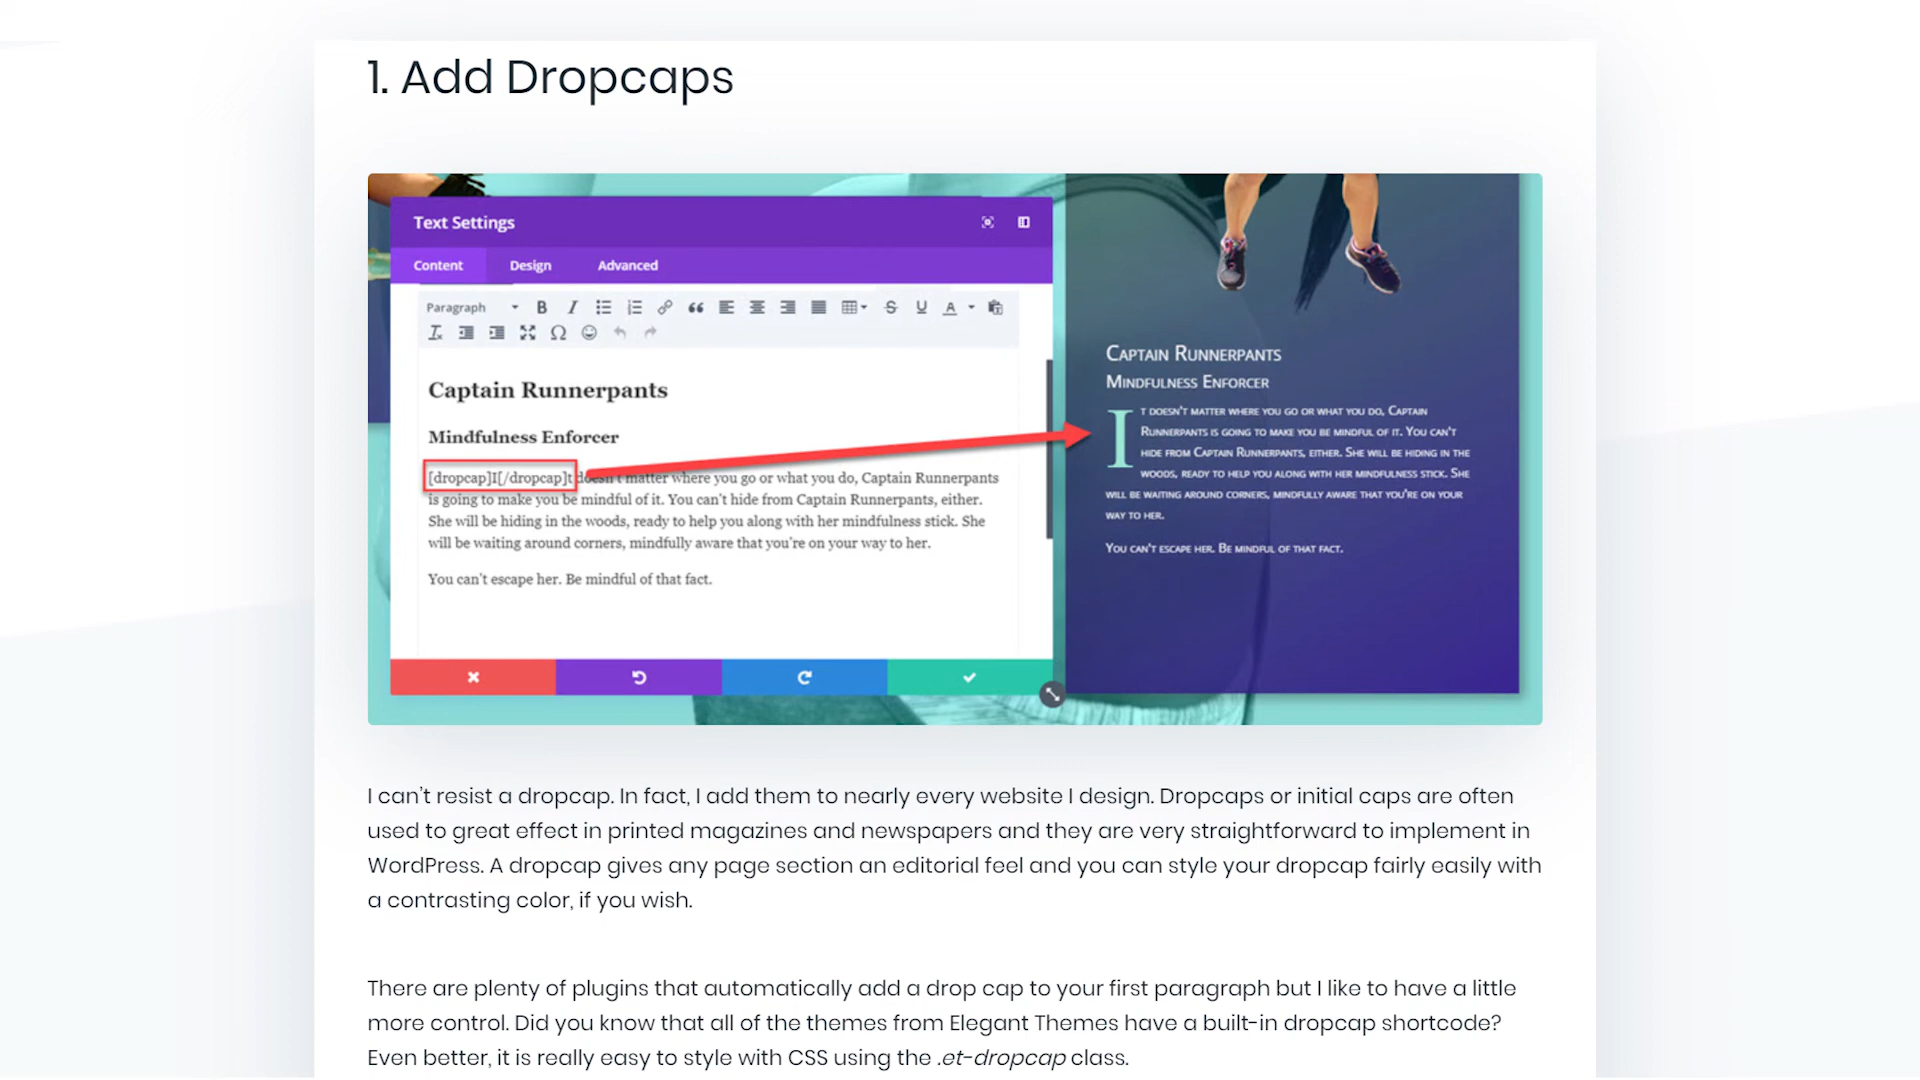 1. Add Dropcaps
Text Settings
Content Design Advanced
Paragraph
Captain Runnerpants
Mindfulness Enforcer
[dropcap]I[/dropcap]t doesn't matter where you go or what you do, Captain Runnerpants
is going to make you be mindful of it. You can't hide from Captain Runnerpants, either.
She will be hiding in the woods, ready to help you along with her mindfulness stick. She
will be waiting around corners, mindfully aware that you're on your way to her.
You can't escape her. Be mindful of that fact.
Captain Runnerpants
Mindfulness Enforcer
It doesn't matter where you go or what you do, Captain
Runnerpants is going to make you be mindful of it. You can't
hide from Captain Runnerpants, either. She will be hiding in the
woods, ready to help you along with her mindfulness stick. She
will be waiting around corners, mindfully aware that you're on your
way to her.
You can't escape her. Be mindful of that fact.
I can't resist a dropcap. In fact, I add them to nearly every website I design. Dropcaps or initial caps are often
used to great effect in printed magazines and newspapers and they are very straightforward to implement in
WordPress. A dropcap gives any page section an editorial feel and you can style your dropcap fairly easily with
a contrasting color, if you wish.
There are plenty of plugins that automatically add a drop cap to your first paragraph but I like to have a little
more control. Did you know that all of the themes from Elegant Themes have a built-in dropcap shortcode?
Even better, it is really easy to style with CSS using the .et-dropcap class.